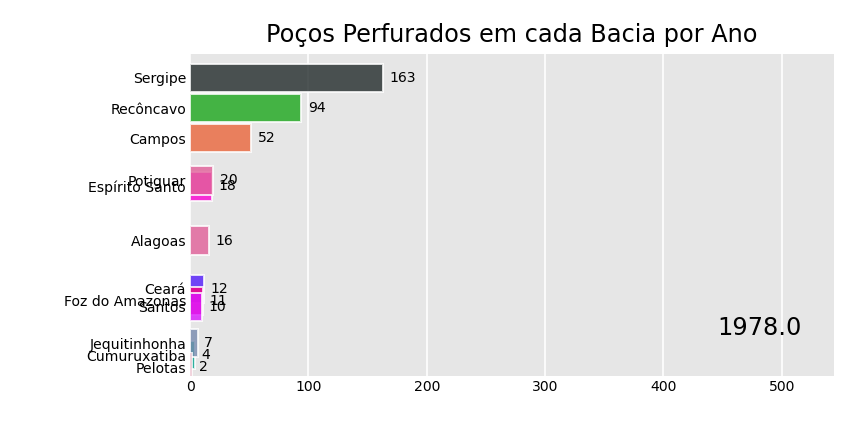 Poços Perfurados em cada Bacia por Ano
Sergipe 163
Recôncavo 94
Campos 52
Potiguar 20
Espírito Santo 18
Alagoas 16
Ceará 12
Foz do Amazonas 11
Santos 10
1978.0
Jequitinhonha 7
Cumuruxatiba 4
Pelotas 2
0 100 200 300 400 500